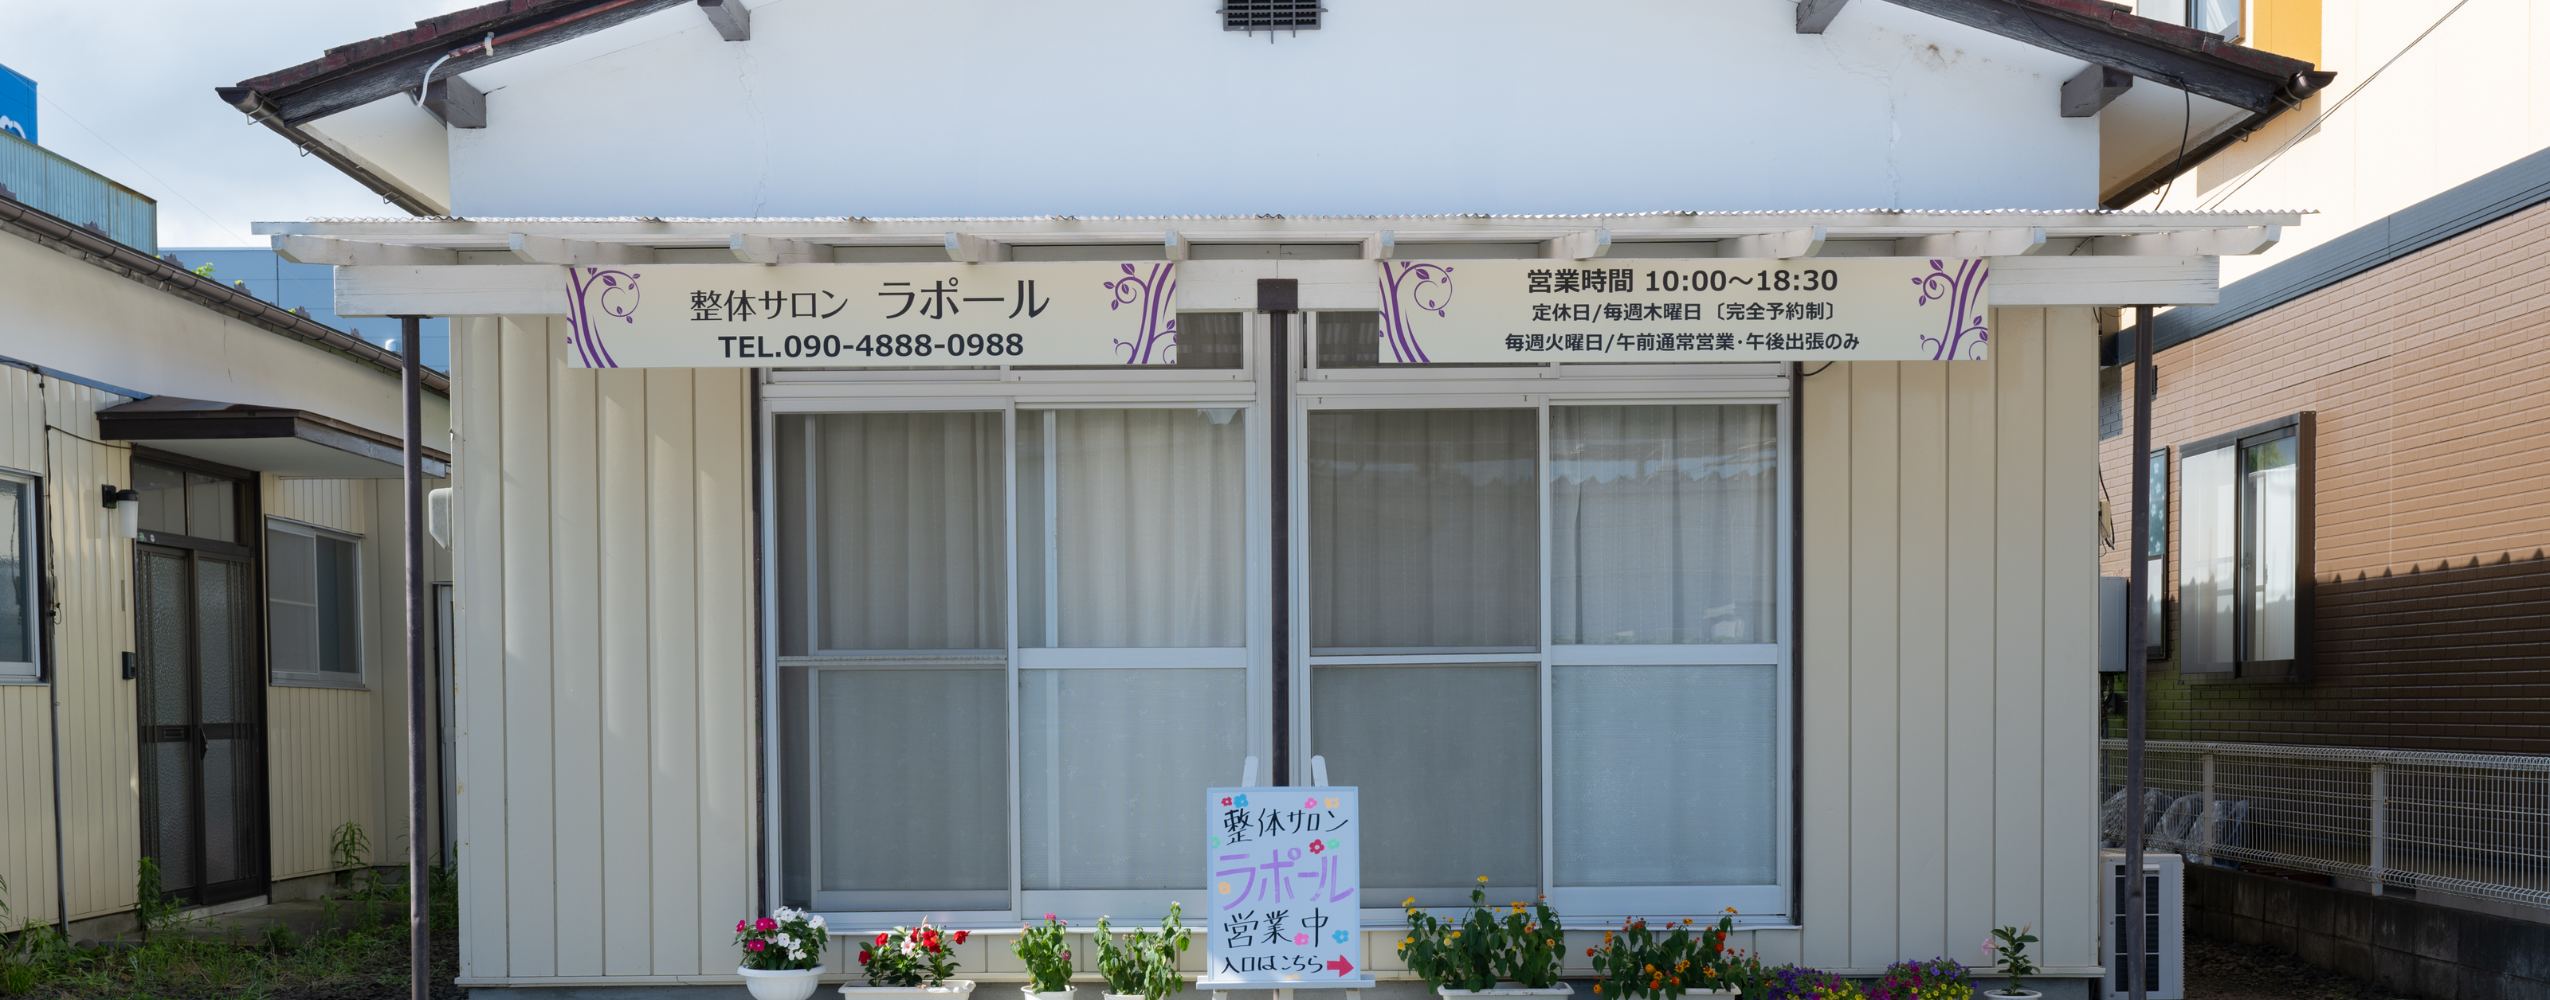 整体サロン ラポール
TEL.090-4888-0988
営業時間 10:00〜18:30
定休日/毎週木曜日〔完全予約制〕
毎週火曜日/午前通常営業・午後出張のみ
整体サロン
ラポール
営業中
入口はこちら